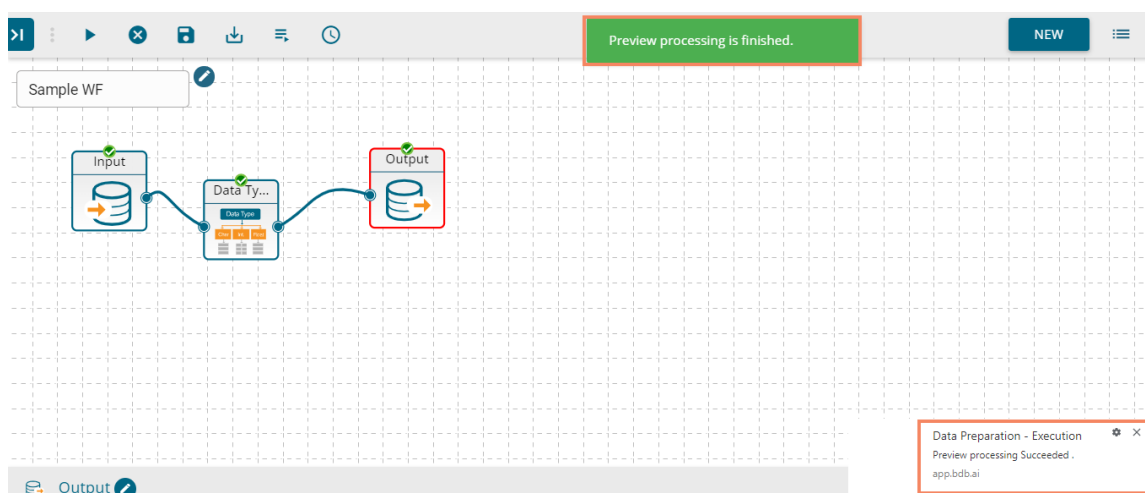 Preview processing is finished.
NEW
Sample WF
Input
Output
Data Ty...
Data Type
Data Preparation - Execution
Preview processing Succeeded .
app.bdb.ai
Output